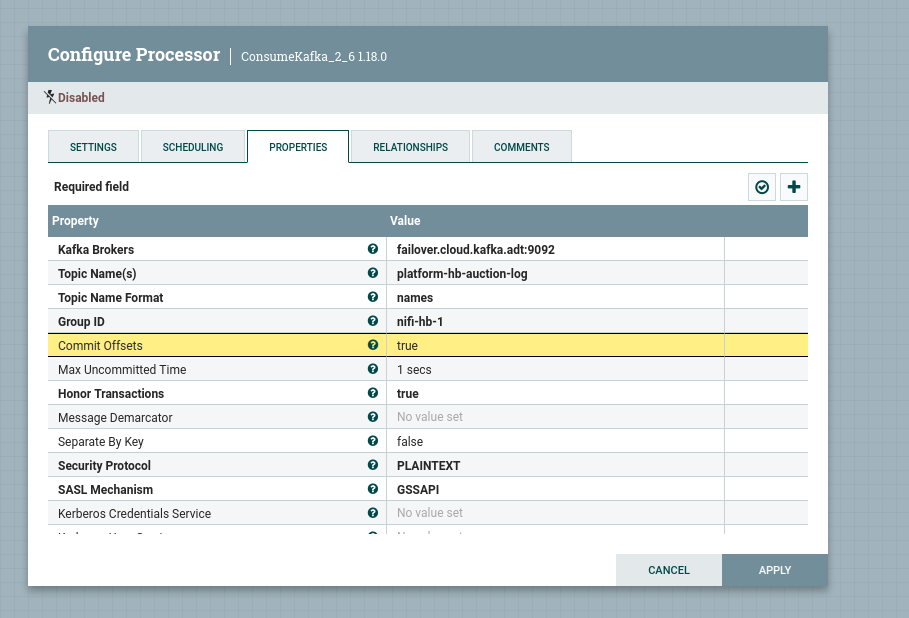 Configure Processor | ConsumeKafka_2_6 1.18.0
Disabled
SETTINGS SCHEDULING PROPERTIES RELATIONSHIPS COMMENTS
Required field
Property Value
Kafka Brokers failover.cloud.kafka.adt:9092
Topic Name(s) platform-hb-auction-log
Topic Name Format names
Group ID nifi-hb-1
Commit Offsets true
Max Uncommitted Time 1 secs
Honor Transactions true
Message Demarcator No value set
Separate By Key false
Security Protocol PLAINTEXT
SASL Mechanism GSSAPI
Kerberos Credentials Service No value set
CANCEL APPLY